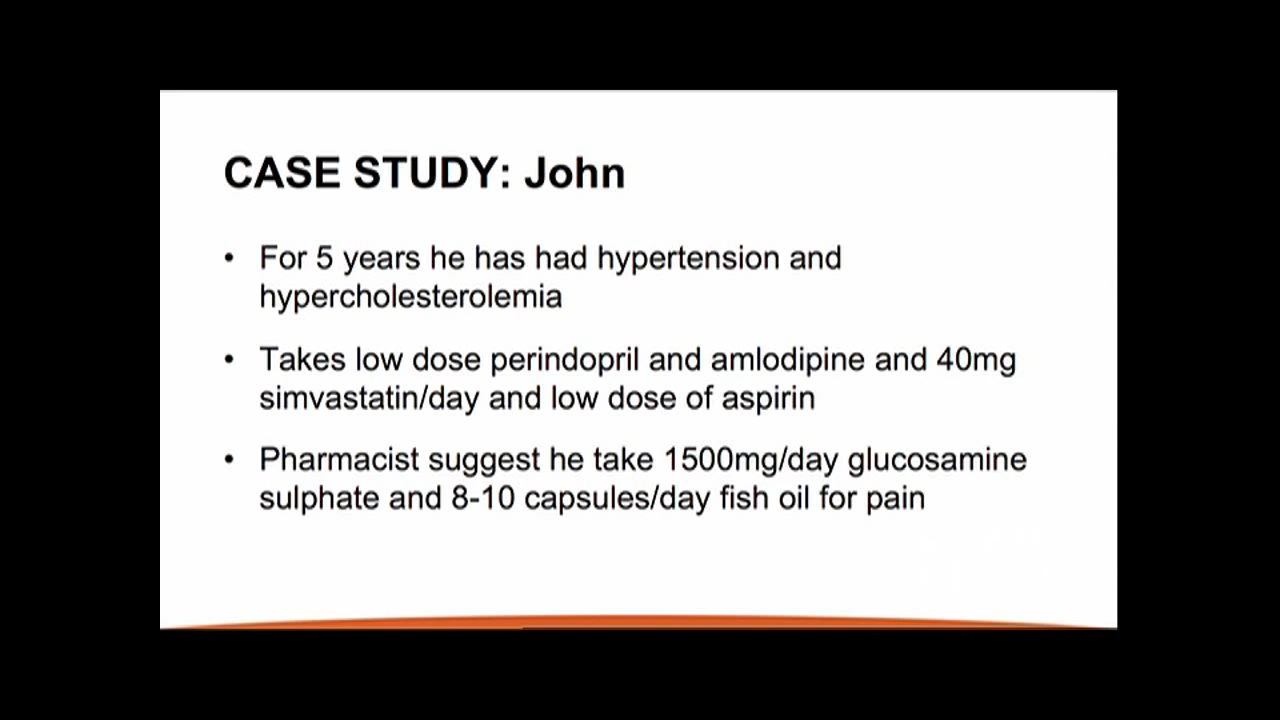 CASE STUDY: John
• For 5 years he has had hypertension and
hypercholesterolemia
• Takes low dose perindopril and amlodipine and 40mg
simvastatin/day and low dose of aspirin
• Pharmacist suggest he take 1500mg/day glucosamine
sulphate and 8-10 capsules/day fish oil for pain